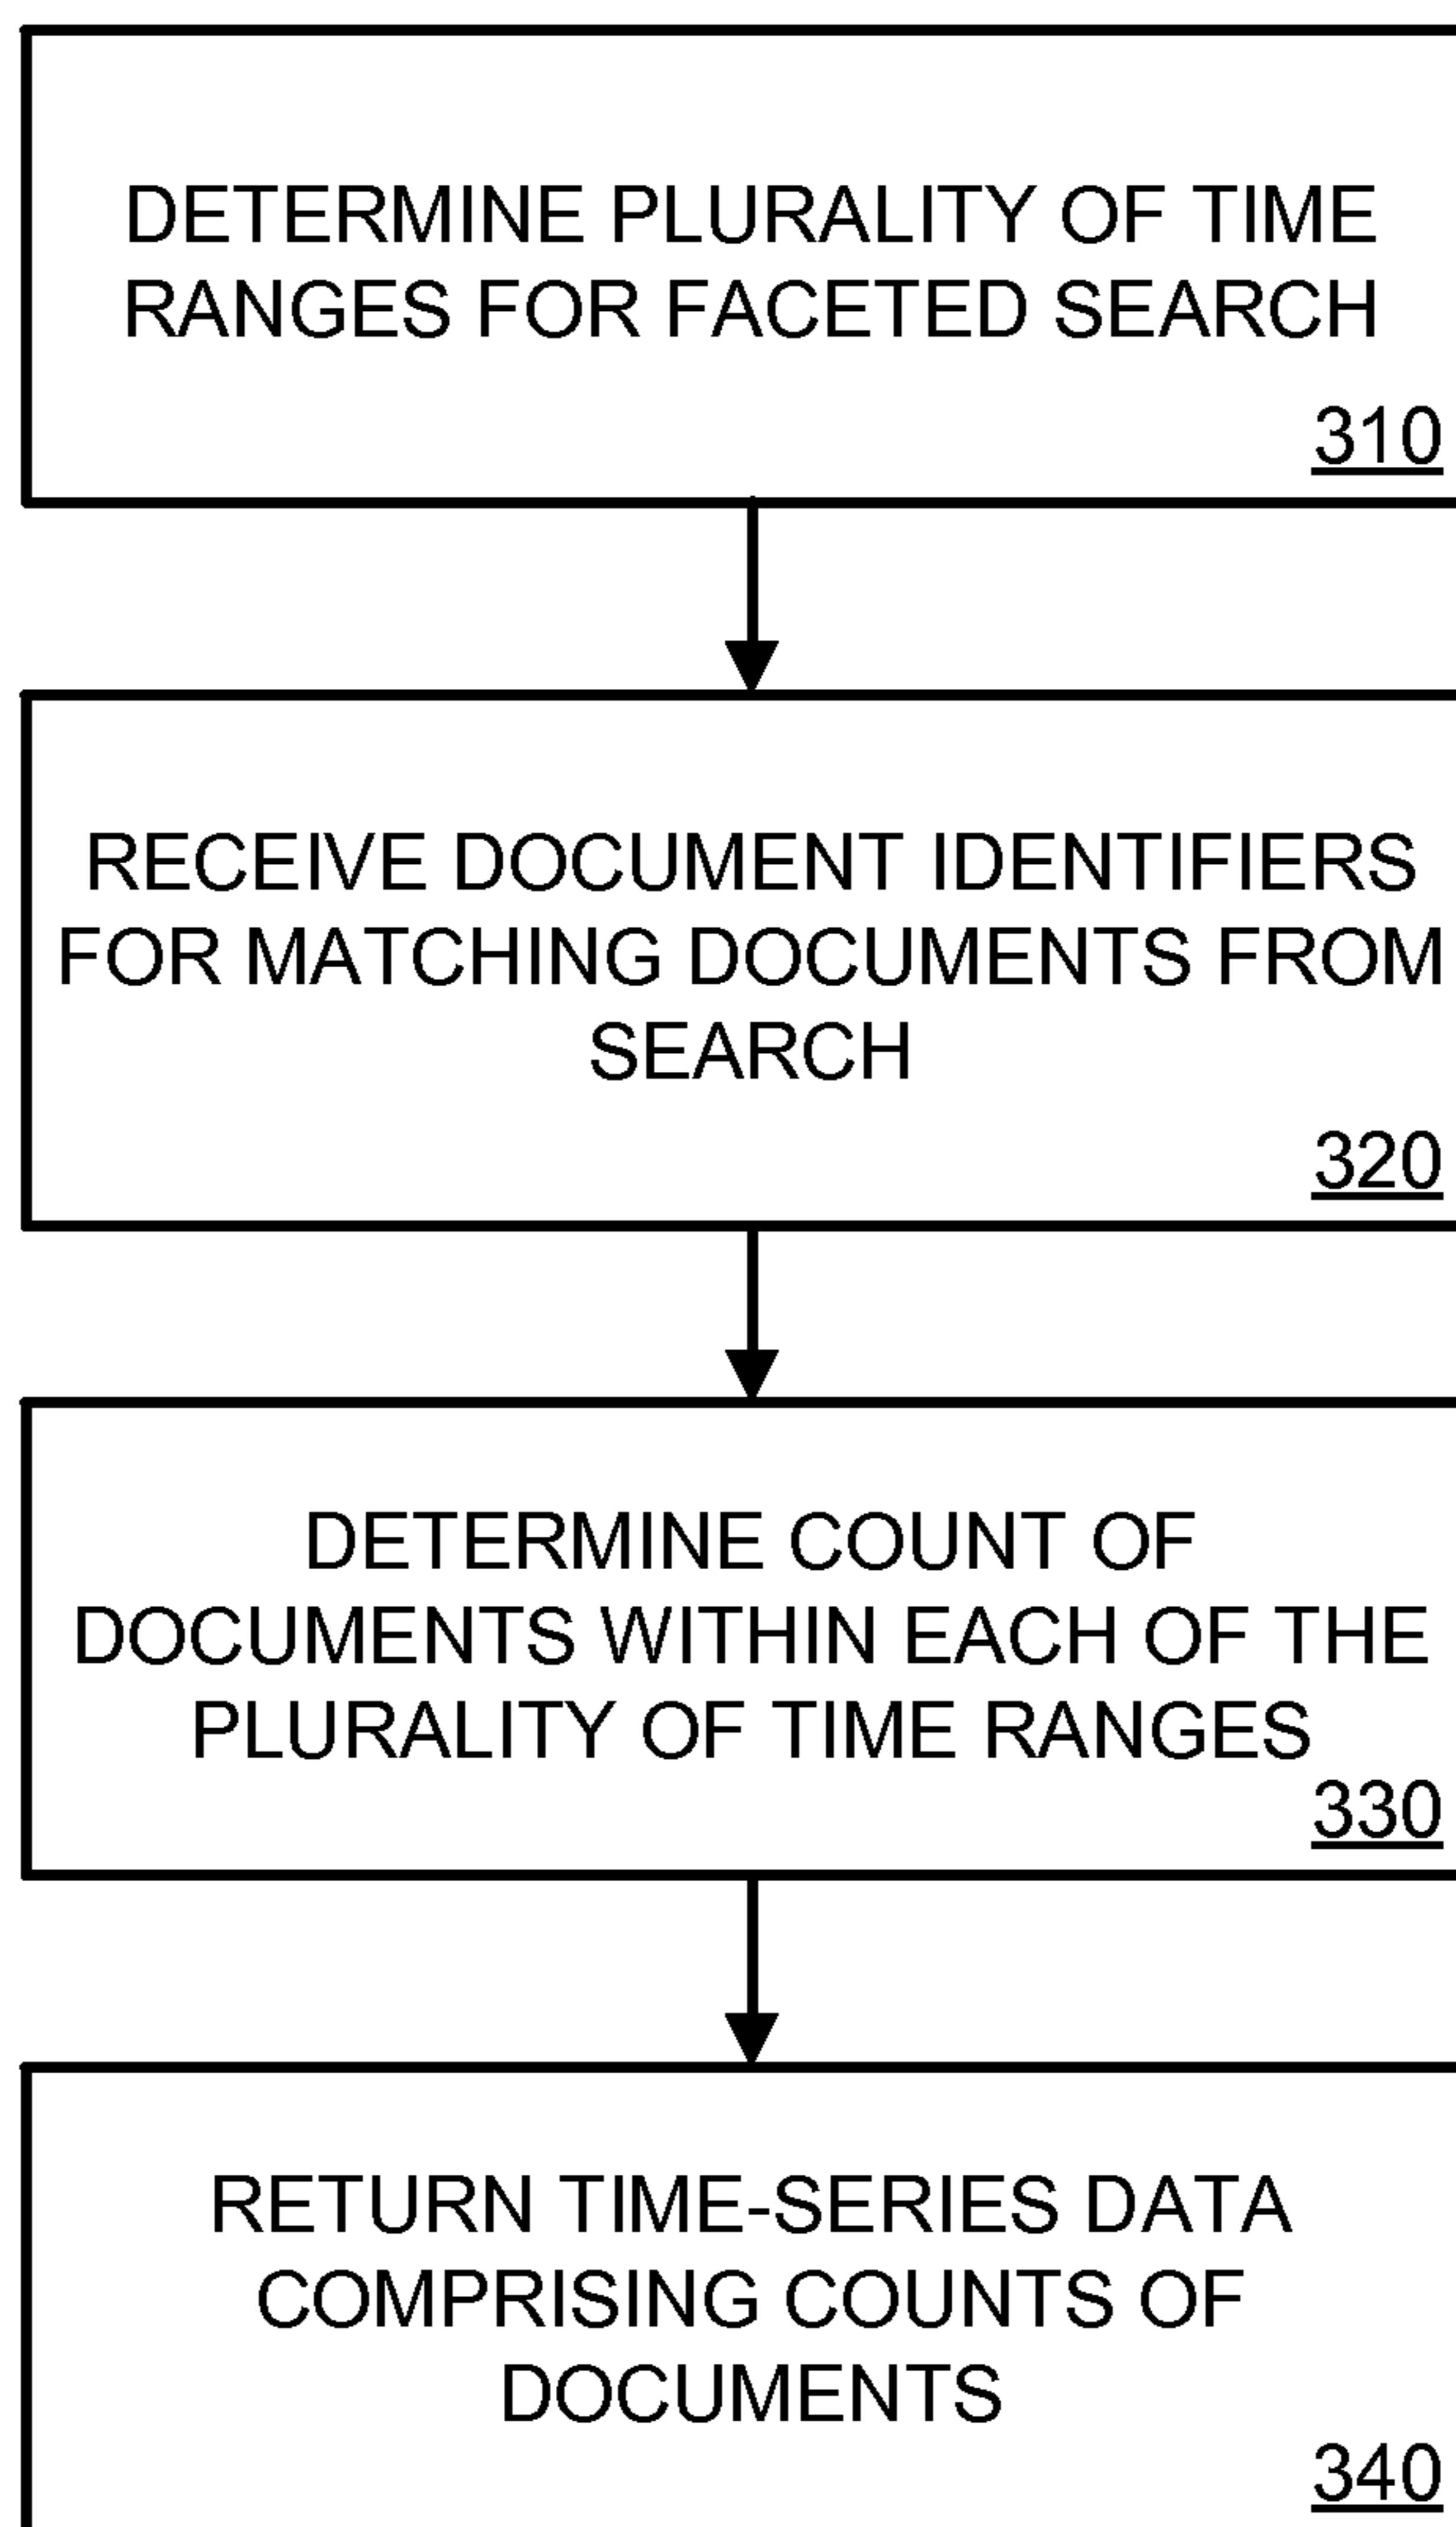 DETERMINE PLURALITY OF TIME
RANGES FOR FACETED SEARCH
310
RECEIVE DOCUMENT IDENTIFIERS
FOR MATCHING DOCUMENTS FROM
SEARCH
320
DETERMINE COUNT OF
DOCUMENTS WITHIN EACH OF THE
PLURALITY OF TIME RANGES
330
RETURN TIME-SERIES DATA
COMPRISING COUNTS OF
DOCUMENTS
340